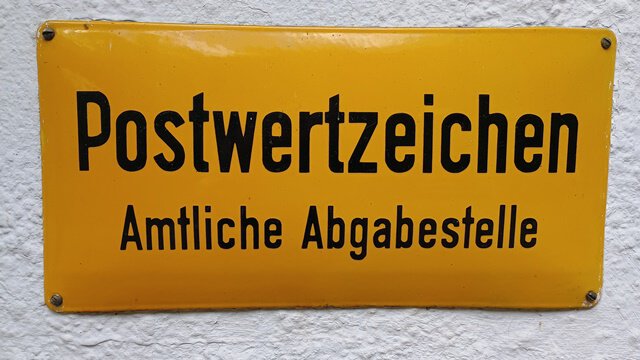 Postwertzeichen
Amtliche Abgabestelle